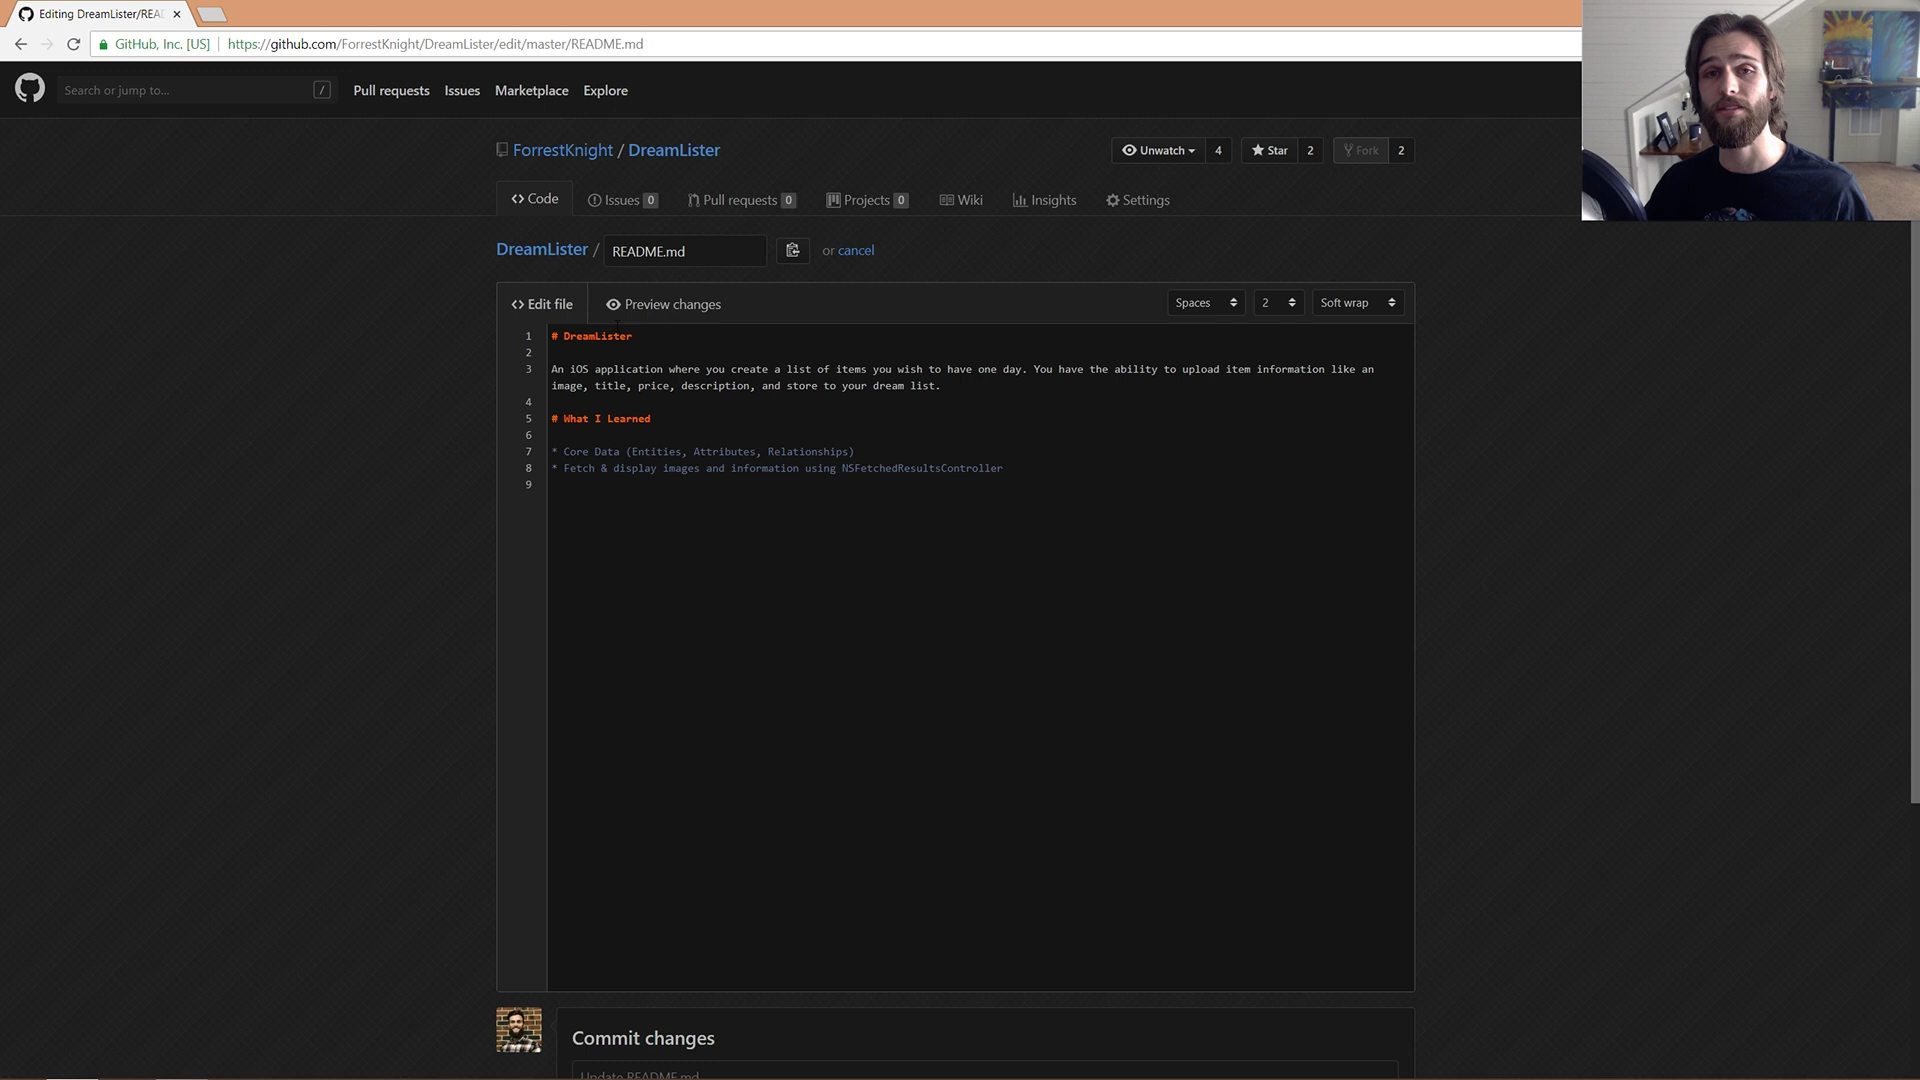 Editing DreamLister/REA
GitHub, Inc. [US] https://github.com/ForrestKnight/DreamLister/edit/master/README.md
Search or jump to... / Pull requests Issues Marketplace Explore
ForrestKnight / DreamLister Unwatch 4 Star 2 Fork 2
Code Issues 0 Pull requests 0 Projects 0 Wiki Insights Settings
DreamLister / README.md or cancel
Edit file Preview changes Spaces 2 Soft wrap
1 # DreamLister
2
3 An iOS application where you create a list of items you wish to have one day. You have the ability to upload item information like an
image, title, price, description, and store to your dream list.
4
5 # What I Learned
6
7 * Core Data (Entities, Attributes, Relationships)
8 * Fetch & display images and information using NSFetchedResultsController
9
Commit changes
Update README.md